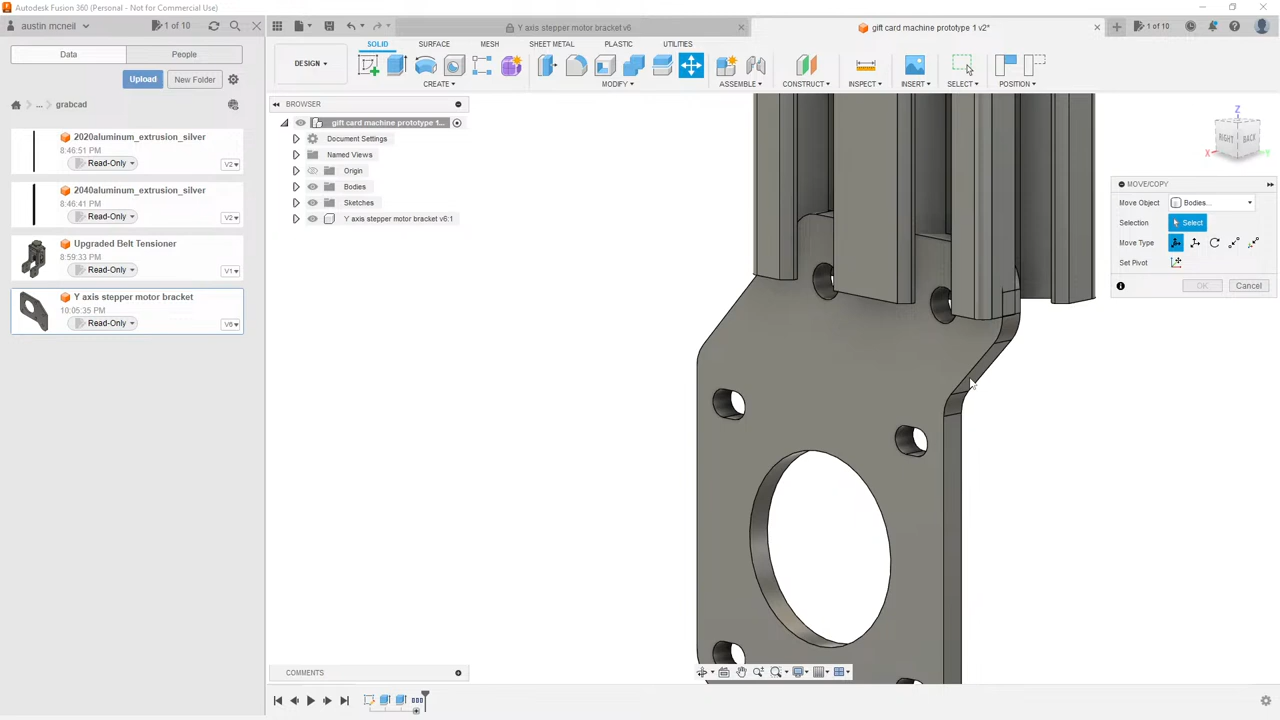 Autodesk Fusion 360 (Personal - Not for Commercial Use)
austin mcneil
1 of 10
Y axis stepper motor bracket v6
gift card machine prototype 1 v2*
1 of 10
Data
People
Upload
New Folder
... grabcad
2020aluminum_extrusion_silver
8:46:51 PM
Read-Only
V2
2040aluminum_extrusion_silver
8:46:41 PM
Read-Only
V2
Upgraded Belt Tensioner
8:59:33 PM
Read-Only
V1
Y axis stepper motor bracket
10:05:35 PM
Read-Only
V6
DESIGN
SOLID
SURFACE
MESH
SHEET METAL
PLASTIC
UTILITIES
CREATE
MODIFY
ASSEMBLE
CONSTRUCT
INSPECT
INSERT
SELECT
POSITION
BROWSER
gift card machine prototype 1...
Document Settings
Named Views
Origin
Bodies
Sketches
Y axis stepper motor bracket v6:1
Z
RIGHT
BACK
X
Y
MOVE/COPY
Move Object
Bodies...
Selection
Select
Move Type
Set Pivot
OK
Cancel
COMMENTS